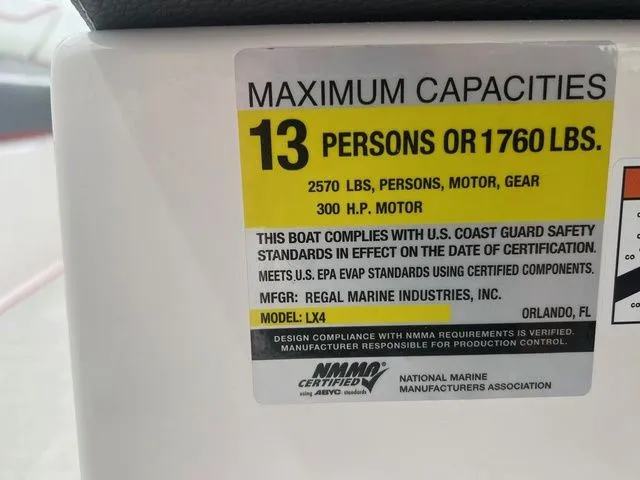 MAXIMUM CAPACITIES
13 PERSONS OR 1760 LBS.
2570 LBS, PERSONS, MOTOR, GEAR
300 H.P. MOTOR
THIS BOAT COMPLIES WITH U.S. COAST GUARD SAFETY
STANDARDS IN EFFECT ON THE DATE OF CERTIFICATION.
MEETS U.S. EPA EVAP STANDARDS USING CERTIFIED COMPONENTS.
MFGR: REGAL MARINE INDUSTRIES, INC.
MODEL: LX4 ORLANDO, FL
DESIGN COMPLIANCE WITH NMMA REQUIREMENTS IS VERIFIED.
MANUFACTURER RESPONSIBLE FOR PRODUCTION CONTROL.
NMMA®
CERTIFIED
using ABYC standards
NATIONAL MARINE
MANUFACTURERS ASSOCIATION